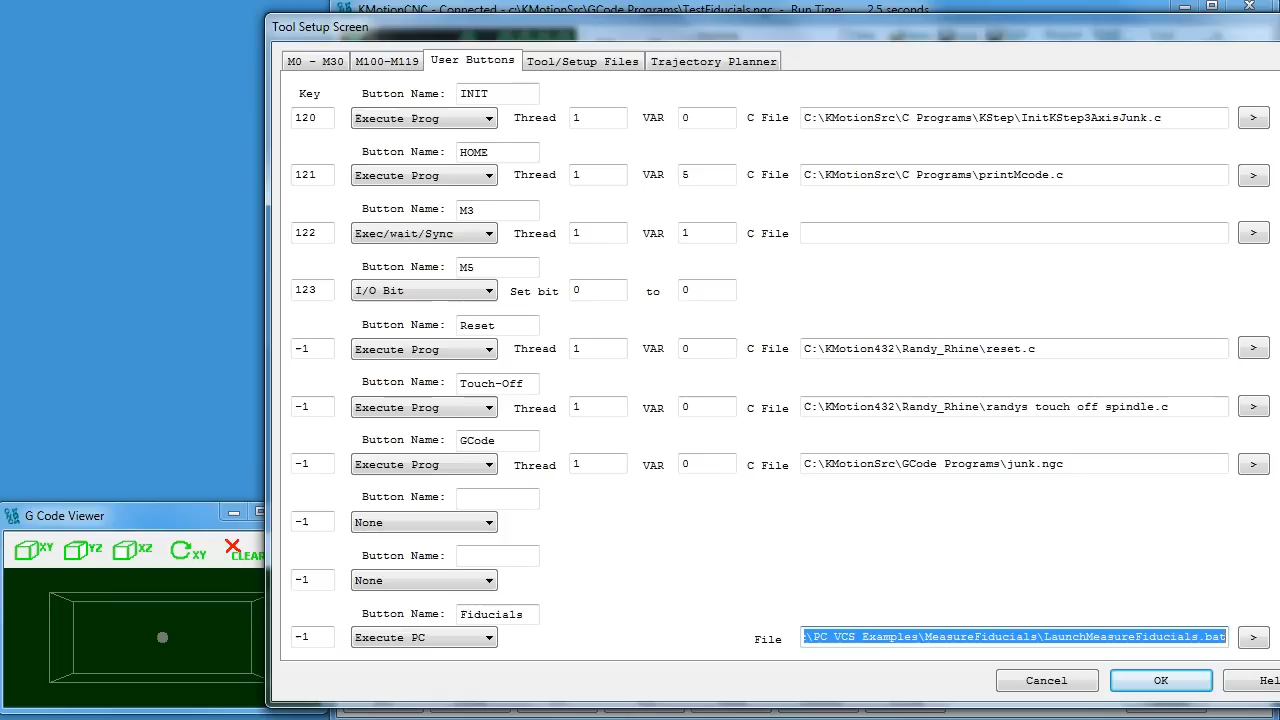 KMotionCNC - Connected - c:\KMotionSrc\GCode Programs\TestFiducials.ngc - Run Time: 2.5 seconds
Tool Setup Screen
M0 - M30 M100-M119 User Buttons Tool/Setup Files Trajectory Planner
Key Button Name: INIT
120 Execute Prog Thread 1 VAR 0 C File C:\KMotionSrc\C Programs\KStep\InitKStep3AxisJunk.c >
Button Name: HOME
121 Execute Prog Thread 1 VAR 5 C File C:\KMotionSrc\C Programs\printMcode.c >
Button Name: M3
122 Exec/wait/Sync Thread 1 VAR 1 C File >
Button Name: M5
123 I/O Bit Set bit 0 to 0
Button Name: Reset
-1 Execute Prog Thread 1 VAR 0 C File C:\KMotion432\Randy_Rhine\reset.c >
Button Name: Touch-Off
-1 Execute Prog Thread 1 VAR 0 C File C:\KMotion432\Randy_Rhine\randys touch off spindle.c >
Button Name: GCode
-1 Execute Prog Thread 1 VAR 0 C File C:\KMotionSrc\GCode Programs\junk.ngc >
Button Name:
-1 None
Button Name:
-1 None
Button Name: Fiducials
-1 Execute PC File :\PC VCS Examples\MeasureFiducials\LaunchMeasureFiducials.bat >
Cancel OK Hel
G Code Viewer
XY YZ XZ XY CLEAR